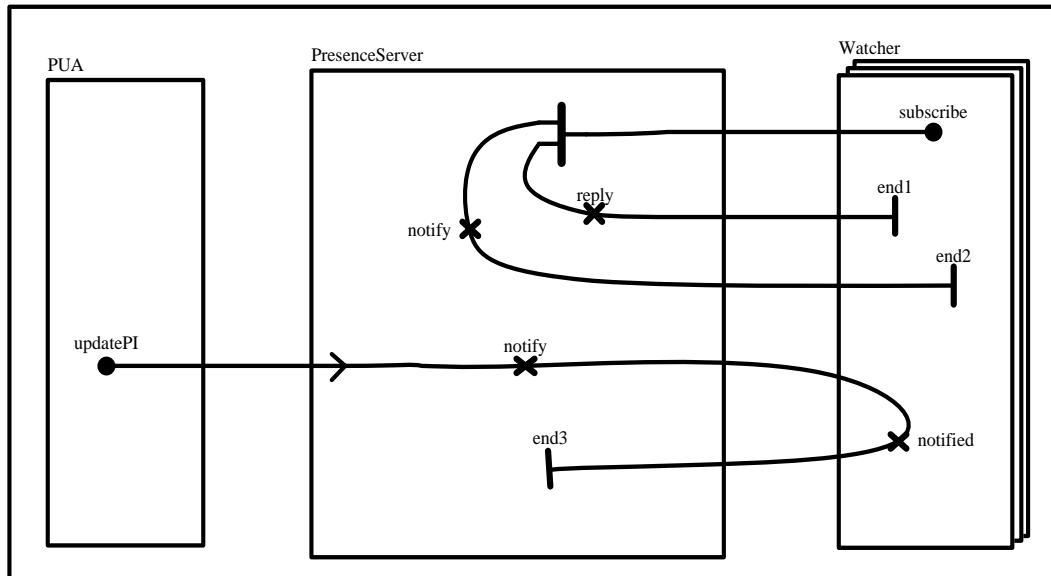 Watcher
PresenceServer
PUA
subscribe
reply
end1
notify
end2
updatePI
notify
end3
notified